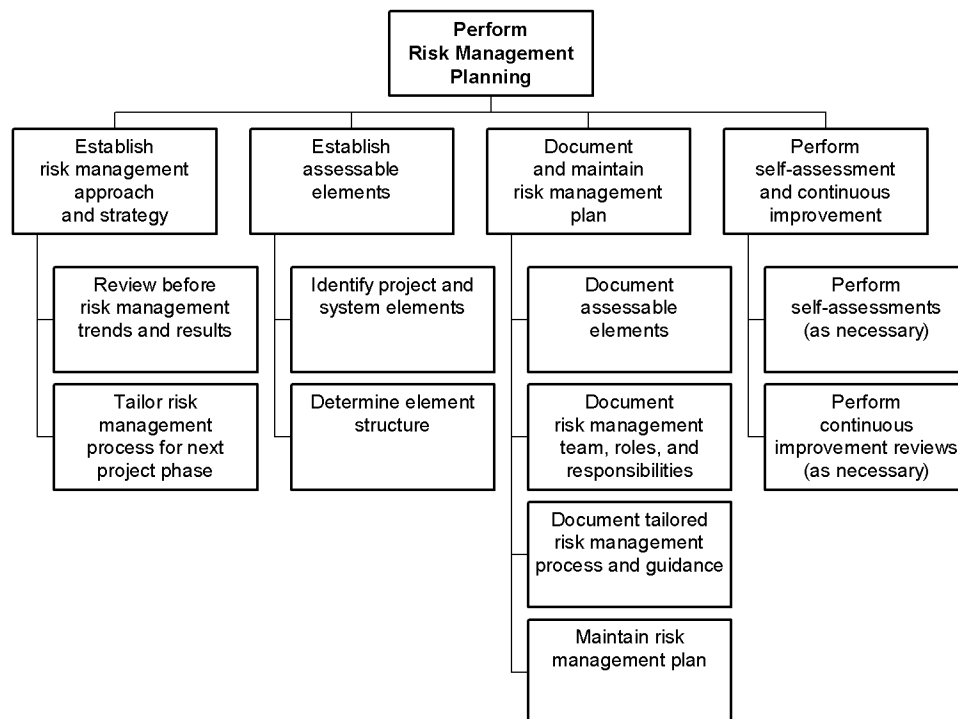 Perform
Risk Management
Planning
Establish
risk management
approach
and strategy
Establish
assessable
elements
Document
and maintain
risk management
plan
Perform
self-assessment
and continuous
improvement
Review before
risk management
trends and results
Tailor risk
management
process for next
project phase
Identify project and
system elements
Determine element
structure
Document
assessable
elements
Document
risk management
team, roles, and
responsibilities
Document tailored
risk management
process and guidance
Maintain risk
management plan
Perform
self-assessments
(as necessary)
Perform
continuous
improvement reviews
(as necessary)